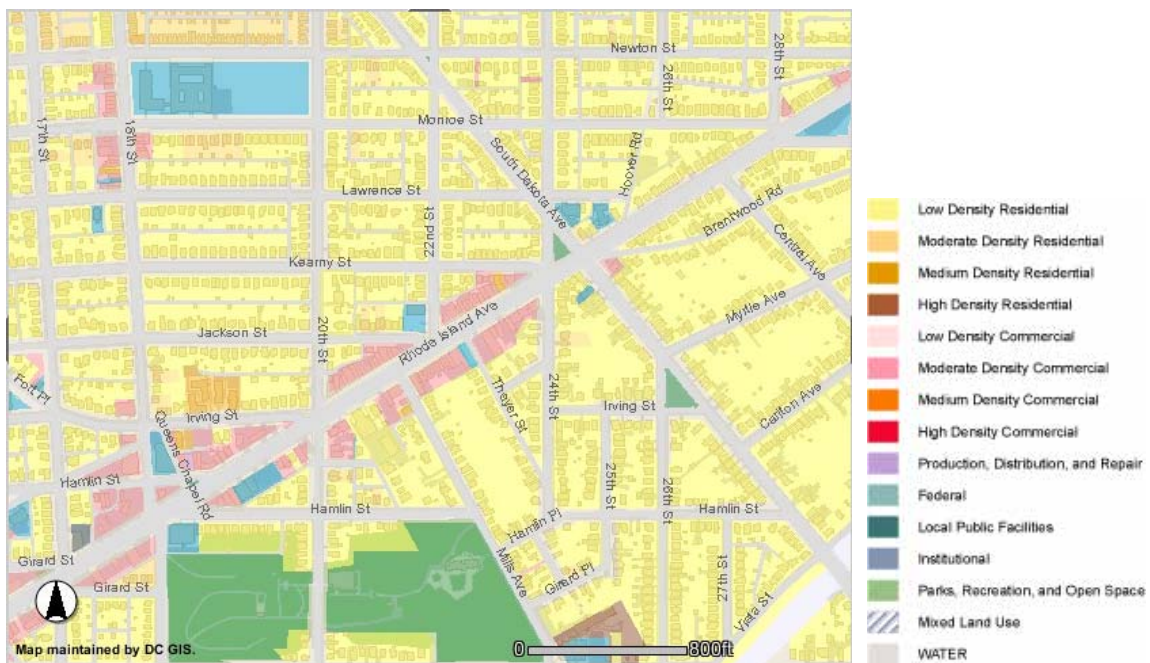 Newton St
28th St
26th St
17th St
18th St
Monroe St
South Dakota Ave
Hoover Rd
Lawrence St
Brentwood Rd
22nd St
Central Ave
Kearny St
Myrtle Ave
Rhode Island Ave
Jackson St
20th St
Fort Pl
Thayer St
24th St
Carlton Ave
Irving St
Irving St
Queens Chapel Rd
Hamlin St
25th St
26th St
Hamlin St
Hamlin St
Hamlin Pl
Girard St
Mills Ave
Girard Pl
27th St
Girard St
Vista St
Map maintained by DC GIS.
0 800ft
Low Density Residential
Moderate Density Residential
Medium Density Residential
High Density Residential
Low Density Commercial
Moderate Density Commercial
Medium Density Commercial
High Density Commercial
Production, Distribution, and Repair
Federal
Local Public Facilities
Institutional
Parks, Recreation, and Open Space
Mixed Land Use
WATER